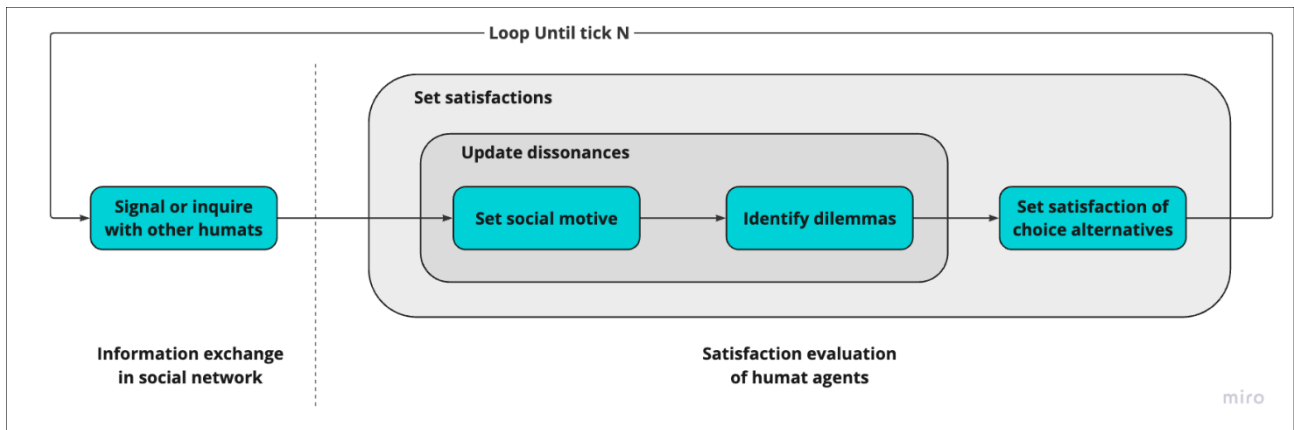 Loop Until tick N
Set satisfactions
Update dissonances
Signal or inquire
with other humats
Set social motive
Identify dilemmas
Set satisfaction of
choice alternatives
Information exchange
in social network
Satisfaction evaluation
of humat agents
miro